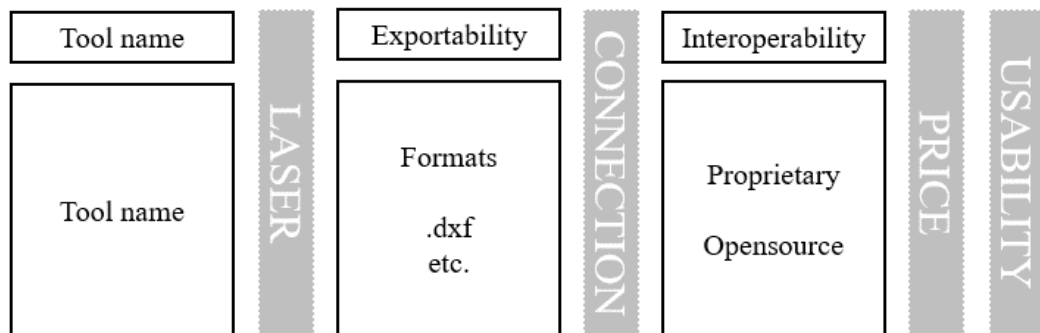 Tool name
Exportability
Interoperability
Tool name
LASER
Formats
.dxf
etc.
CONNECTION
Proprietary
Opensource
PRICE
USABILITY